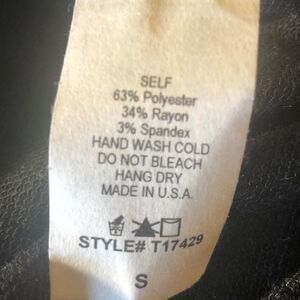 SELF
63% Polyester
34% Rayon
3% Spandex
HAND WASH COLD
DO NOT BLEACH
HANG DRY
MADE IN U.S.A.
STYLE# T17429
S